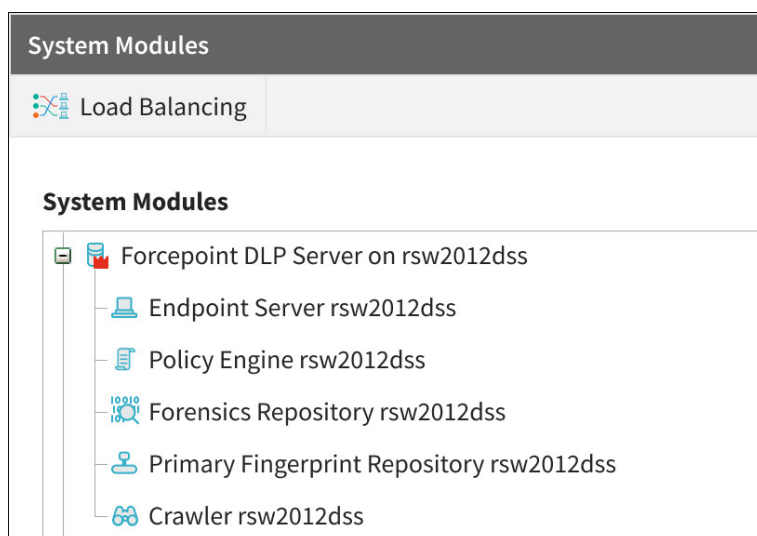 System Modules
Load Balancing
System Modules
Forcepoint DLP Server on rsw2012dss
Endpoint Server rsw2012dss
Policy Engine rsw2012dss
Forensics Repository rsw2012dss
Primary Fingerprint Repository rsw2012dss
Crawler rsw2012dss